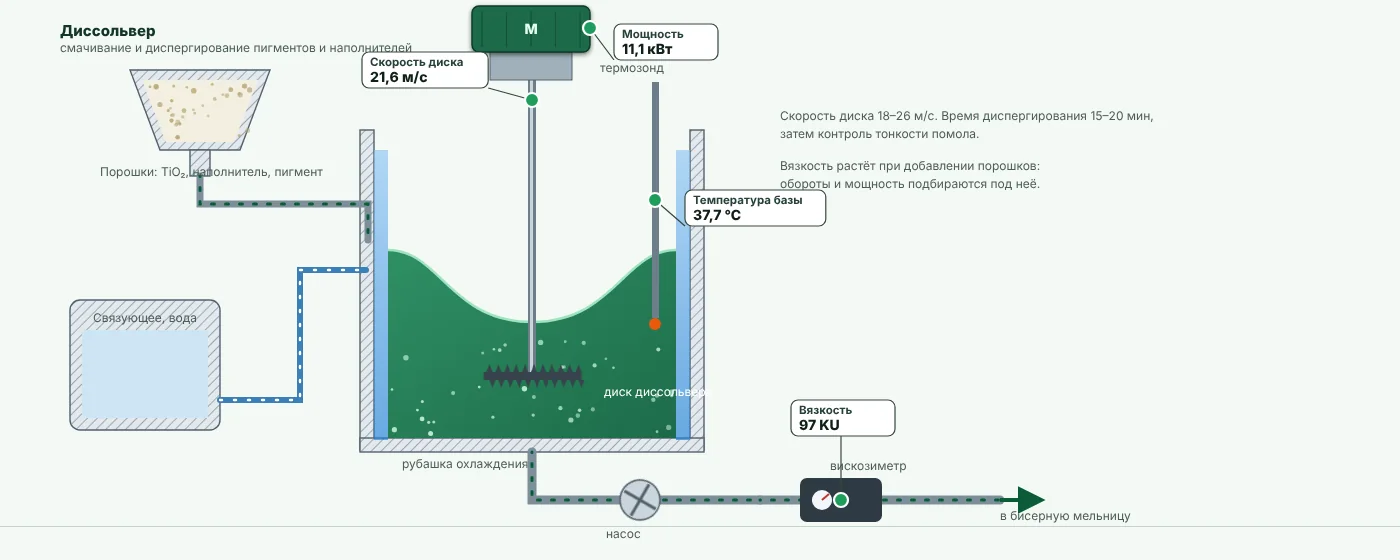 Диссольвер
смачивание и диспергирование пигментов и наполнителей
M
Мощность
11,1 кВт
Скорость диска
21,6 м/с
термозонд
Скорость диска 18–26 м/с. Время диспергирования 15–20 мин,
затем контроль тонкости помола.
Порошки: TiO₂, наполнитель, пигмент
Вязкость растёт при добавлении порошков:
обороты и мощность подбираются под неё.
Температура базы
37,7 °C
Связующее, вода
диск диссольвера
Вязкость
97 KU
рубашка охлаждения
вискозиметр
в бисерную мельницу
насос